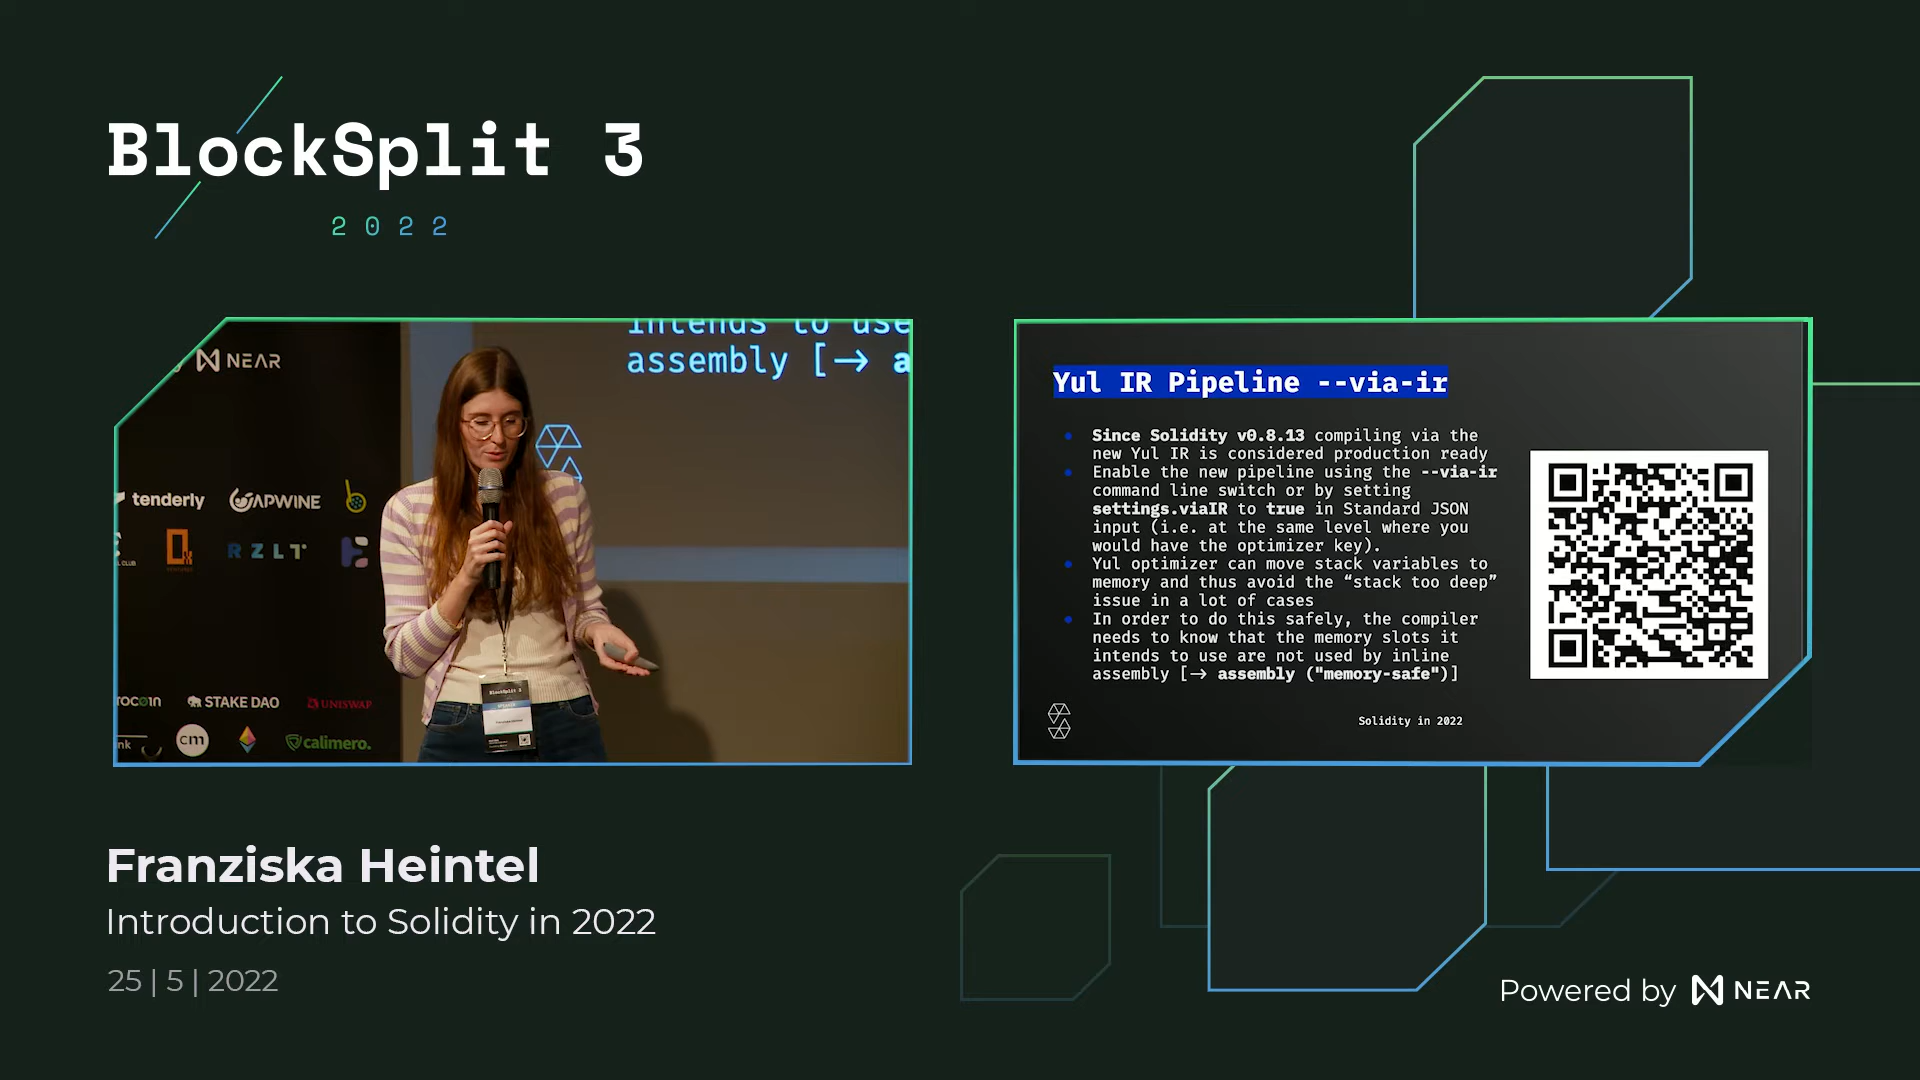 BlockSplit 3
2022
intends to use
assembly [→ a
NEAR
tenderly
APWINE
RZLT
STAKE DAO
UNISWAP
cm
calimero.
BlockSplit 3
Yul IR Pipeline --via-ir
Since Solidity v0.8.13 compiling via the
new Yul IR is considered production ready
Enable the new pipeline using the --via-ir
command line switch or by setting
settings.viaIR to true in Standard JSON
input (i.e. at the same level where you
would have the optimizer key).
Yul optimizer can move stack variables to
memory and thus avoid the “stack too deep”
issue in a lot of cases
In order to do this safely, the compiler
needs to know that the memory slots it
intends to use are not used by inline
assembly [→ assembly ("memory-safe")]
Solidity in 2022
Franziska Heintel
Introduction to Solidity in 2022
25 | 5 | 2022
Powered by NEAR